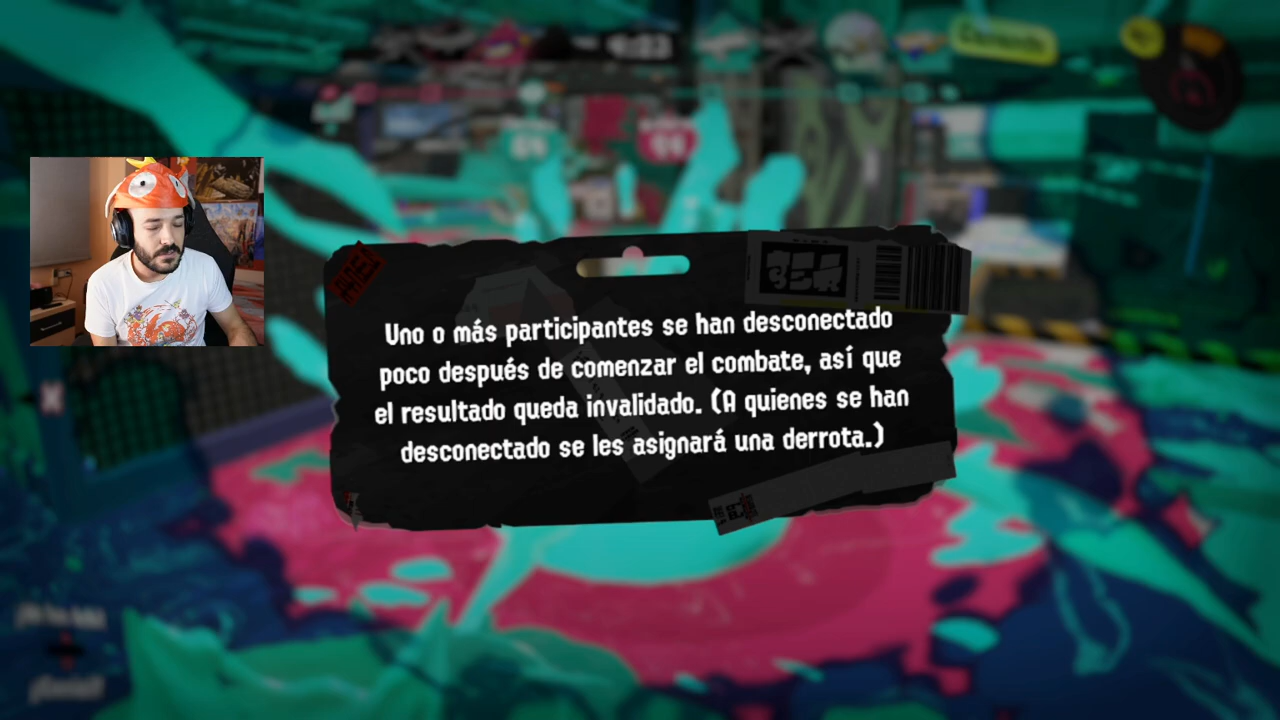 Uno o más participantes se han desconectado
poco después de comenzar el combate, así que
el resultado queda invalidado. (A quienes se han
desconectado se les asignará una derrota.)